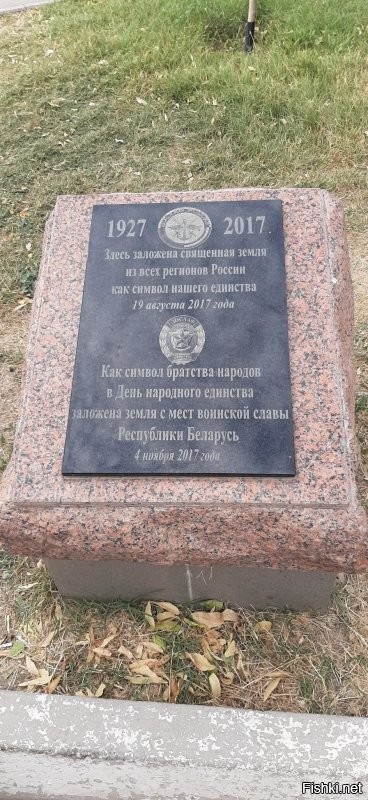 1927 2017
Здесь заложена священная земля
из всех регионов России
как символ нашего единства
19 августа 2017 года
Как символ братства народов
в День народного единства
заложена земля с мест воинской славы
Республики Беларусь
4 ноября 2017 года
Fishki.net